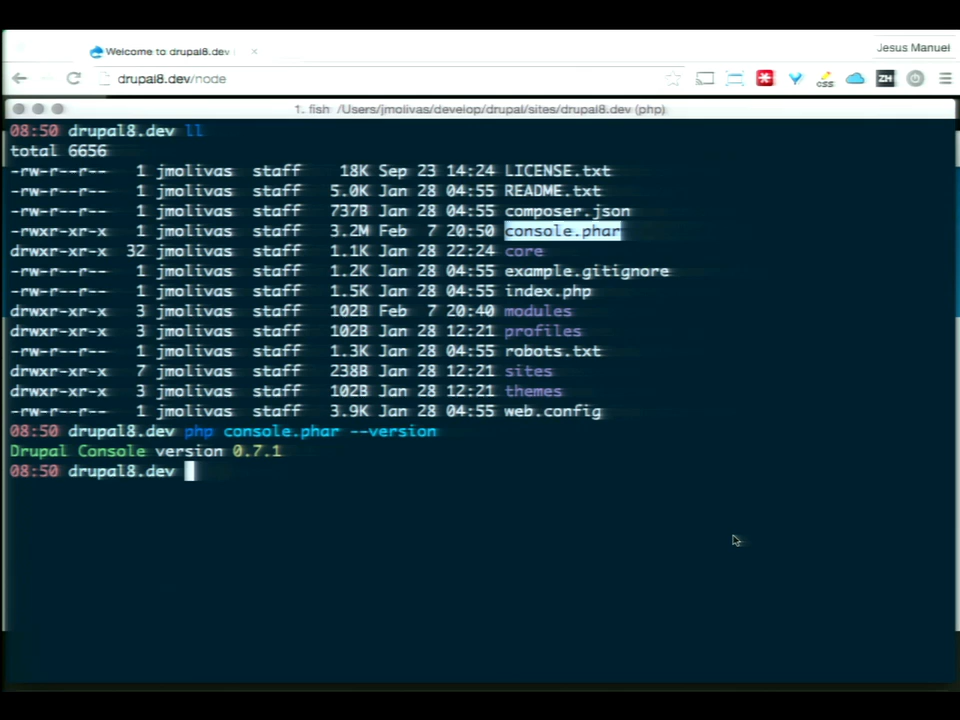 Welcome to drupal8.dev
Jesus Manuel
drupal8.dev/node
css
ZH
1. fish /Users/jmolivas/develop/drupal/sites/drupal8.dev (php)
08:50 drupal8.dev ll
total 6656
-rw-r--r-- 1 jmolivas staff 18K Sep 23 14:24 LICENSE.txt
-rw-r--r-- 1 jmolivas staff 5.0K Jan 28 04:55 README.txt
-rw-r--r-- 1 jmolivas staff 737B Jan 28 04:55 composer.json
-rwxr-xr-x 1 jmolivas staff 3.2M Feb 7 20:50 console.phar
drwxr-xr-x 32 jmolivas staff 1.1K Jan 28 22:24 core
-rw-r--r-- 1 jmolivas staff 1.2K Jan 28 04:55 example.gitignore
-rw-r--r-- 1 jmolivas staff 1.5K Jan 28 04:55 index.php
drwxr-xr-x 3 jmolivas staff 102B Feb 7 20:40 modules
drwxr-xr-x 3 jmolivas staff 102B Jan 28 12:21 profiles
-rw-r--r-- 1 jmolivas staff 1.3K Jan 28 04:55 robots.txt
drwxr-xr-x 7 jmolivas staff 238B Jan 28 12:21 sites
drwxr-xr-x 3 jmolivas staff 102B Jan 28 12:21 themes
-rw-r--r-- 1 jmolivas staff 3.9K Jan 28 04:55 web.config
08:50 drupal8.dev php console.phar --version
Drupal Console version 0.7.1
08:50 drupal8.dev